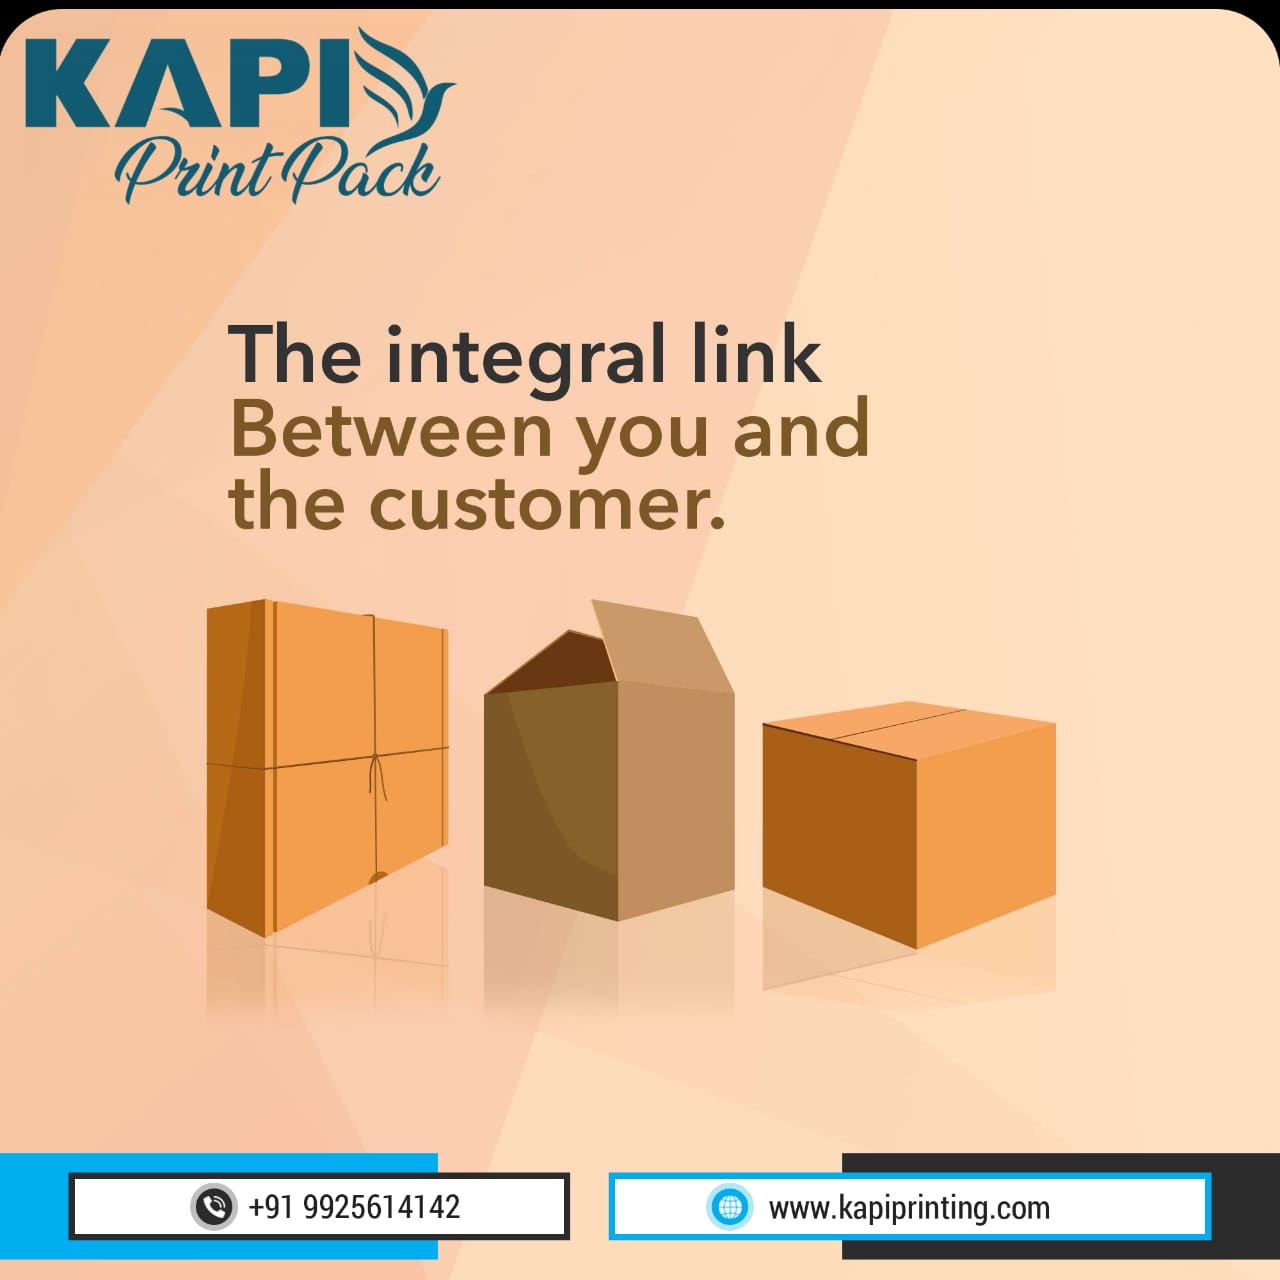 KAPI
Print Pack
The integral link
Between you and
the customer.
+91 9925614142
www.kapiprinting.com